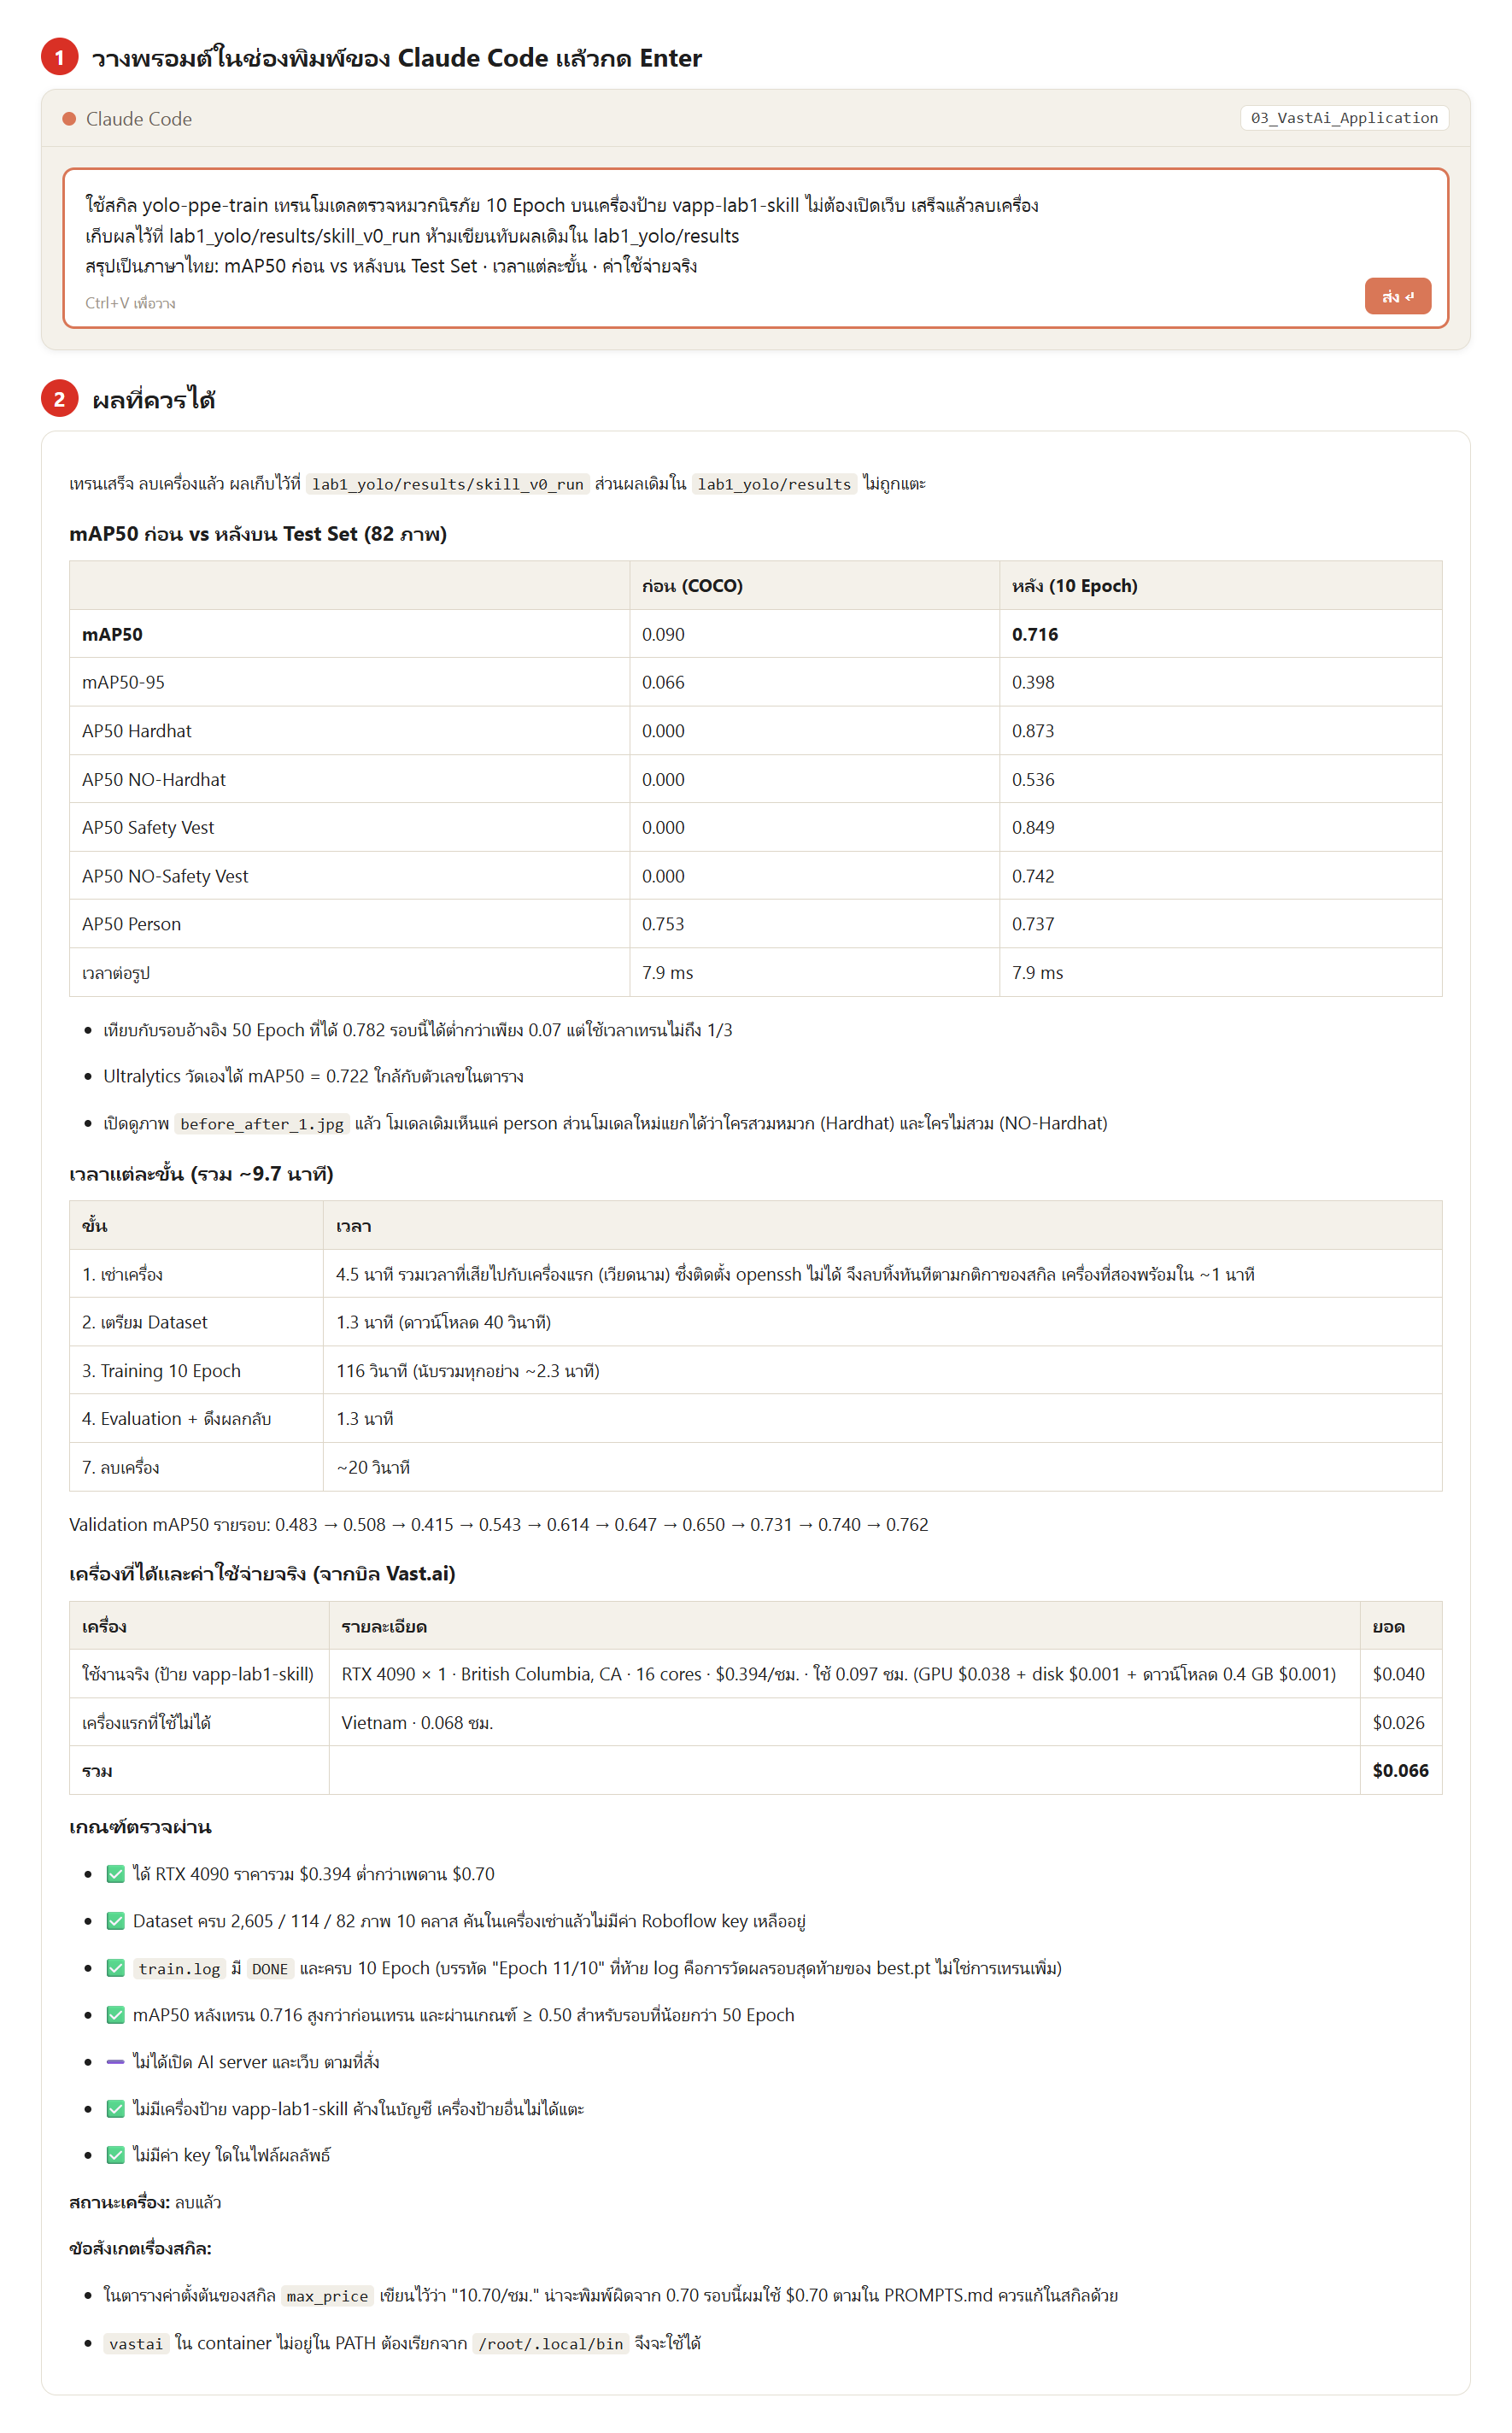 1 วางพรอมต์ในช่องพิมพ์ของ Claude Code แล้วกด Enter
Claude Code
03_VastAi_Application
ใช้สกิล yolo-ppe-train เทรนโมเดลตรวจหมวกนิรภัย 10 Epoch บนเครื่องป้าย vapp-lab1-skill ไม่ต้องเปิดเว็บ เสร็จแล้วลบเครื่อง
เก็บผลไว้ที่ lab1_yolo/results/skill_v0_run ห้ามเขียนทับผลเดิมใน lab1_yolo/results
สรุปเป็นภาษาไทย: mAP50 ก่อน vs หลังบน Test Set · เวลาแต่ละขั้น · ค่าใช้จ่ายจริง
Ctrl+V เพื่อวาง
ส่ง ⏎
2 ผลที่ควรได้
เทรนเสร็จ ลบเครื่องแล้ว ผลเก็บไว้ที่ lab1_yolo/results/skill_v0_run ส่วนผลเดิมใน lab1_yolo/results ไม่ถูกแตะ
mAP50 ก่อน vs หลังบน Test Set (82 ภาพ)
ก่อน (COCO) หลัง (10 Epoch)
mAP50 0.090 0.716
mAP50-95 0.066 0.398
AP50 Hardhat 0.000 0.873
AP50 NO-Hardhat 0.000 0.536
AP50 Safety Vest 0.000 0.849
AP50 NO-Safety Vest 0.000 0.742
AP50 Person 0.753 0.737
เวลาต่อรูป 7.9 ms 7.9 ms
• เทียบกับรอบอ้างอิง 50 Epoch ที่ได้ 0.782 รอบนี้ได้ต่ำกว่าเพียง 0.07 แต่ใช้เวลาเทรนไม่ถึง 1/3
• Ultralytics วัดเองได้ mAP50 = 0.722 ใกล้กับตัวเลขในตาราง
• เปิดดูภาพ before_after_1.jpg แล้ว โมเดลเดิมเห็นแค่ person ส่วนโมเดลใหม่แยกได้ว่าใครสวมหมวก (Hardhat) และใครไม่สวม (NO-Hardhat)
เวลาแต่ละขั้น (รวม ~9.7 นาที)
ขั้น เวลา
1. เช่าเครื่อง 4.5 นาที รวมเวลาที่เสียไปกับเครื่องแรก (เวียดนาม) ซึ่งติดตั้ง openssh ไม่ได้ จึงลบทิ้งทันทีตามกติกาของสกิล เครื่องที่สองพร้อมใน ~1 นาที
2. เตรียม Dataset 1.3 นาที (ดาวน์โหลด 40 วินาที)
3. Training 10 Epoch 116 วินาที (นับรวมทุกอย่าง ~2.3 นาที)
4. Evaluation + ดึงผลกลับ 1.3 นาที
7. ลบเครื่อง ~20 วินาที
Validation mAP50 รายรอบ: 0.483 → 0.508 → 0.415 → 0.543 → 0.614 → 0.647 → 0.650 → 0.731 → 0.740 → 0.762
เครื่องที่ได้และค่าใช้จ่ายจริง (จากบิล Vast.ai)
เครื่อง รายละเอียด ยอด
ใช้งานจริง (ป้าย vapp-lab1-skill) RTX 4090 × 1 · British Columbia, CA · 16 cores · $0.394/ชม. · ใช้ 0.097 ชม. (GPU $0.038 + disk $0.001 + ดาวน์โหลด 0.4 GB $0.001) $0.040
เครื่องแรกที่ใช้ไม่ได้ Vietnam · 0.068 ชม. $0.026
รวม $0.066
เกณฑ์ตรวจผ่าน
• ✅ ได้ RTX 4090 ราคารวม $0.394 ต่ำกว่าเพดาน $0.70
• ✅ Dataset ครบ 2,605 / 114 / 82 ภาพ 10 คลาส ค้นในเครื่องเช่าแล้วไม่มีค่า Roboflow key เหลืออยู่
• ✅ train.log มี DONE และครบ 10 Epoch (บรรทัด "Epoch 11/10" ที่ท้าย log คือการวัดผลรอบสุดท้ายของ best.pt ไม่ใช่การเทรนเพิ่ม)
• ✅ mAP50 หลังเทรน 0.716 สูงกว่าก่อนเทรน และผ่านเกณฑ์ ≥ 0.50 สำหรับรอบที่น้อยกว่า 50 Epoch
• ➖ ไม่ได้เปิด AI server และเว็บ ตามที่สั่ง
• ✅ ไม่มีเครื่องป้าย vapp-lab1-skill ค้างในบัญชี เครื่องป้ายอื่นไม่ได้แตะ
• ✅ ไม่มีค่า key ใดในไฟล์ผลลัพธ์
สถานะเครื่อง: ลบแล้ว
ข้อสังเกตเรื่องสกิล:
• ในตารางค่าตั้งต้นของสกิล max_price เขียนไว้ว่า "10.70/ชม." น่าจะพิมพ์ผิดจาก 0.70 รอบนี้ผมใช้ $0.70 ตามใน PROMPTS.md ควรแก้ในสกิลด้วย
• vastai ใน container ไม่อยู่ใน PATH ต้องเรียกจาก /root/.local/bin จึงจะใช้ได้